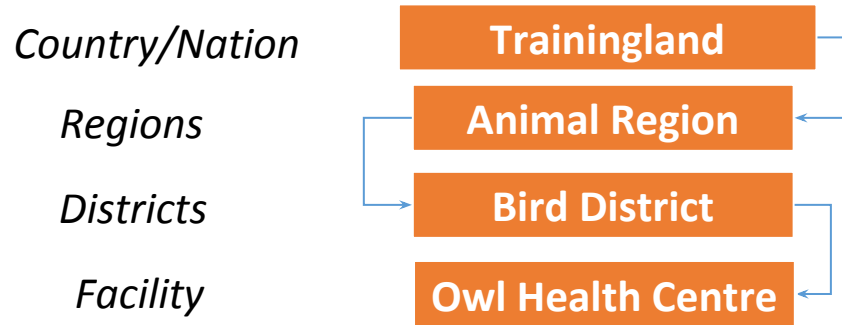 Country/Nation
Trainingland
Regions
Animal Region
Districts
Bird District
Facility
Owl Health Centre